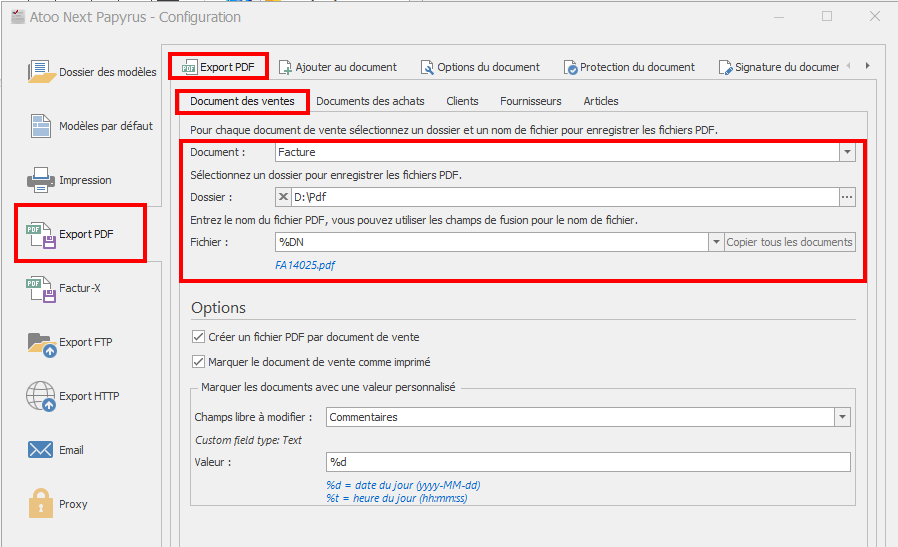 Atoo Next Papyrus - Configuration
Dossier des modèles
Modèles par défaut
Impression
Export PDF
Factur-X
Export FTP
Export HTTP
Email
Proxy
Export PDF
Ajouter au document
Options du document
Protection du document
Signature du documer
Document des ventes
Documents des achats
Clients
Fournisseurs
Articles
Pour chaque document de vente sélectionnez un dossier et un nom de fichier pour enregistrer les fichiers PDF.
Document :
Facture
Sélectionnez un dossier pour enregistrer les fichiers PDF.
Dossier :
D:\Pdf
Entrez le nom du fichier PDF, vous pouvez utiliser les champs de fusion pour le nom de fichier.
Fichier :
%DN
Copier tous les documents
FA14025.pdf
Options
Créer un fichier PDF par document de vente
Marquer le document de vente comme imprimé
Marquer les documents avec une valeur personnalisé
Champs libre à modifier :
Commentaires
Custom field type: Text
Valeur :
%d
%d = date du jour (yyyy-MM-dd)
%t = heure du jour (hh:mm:ss)